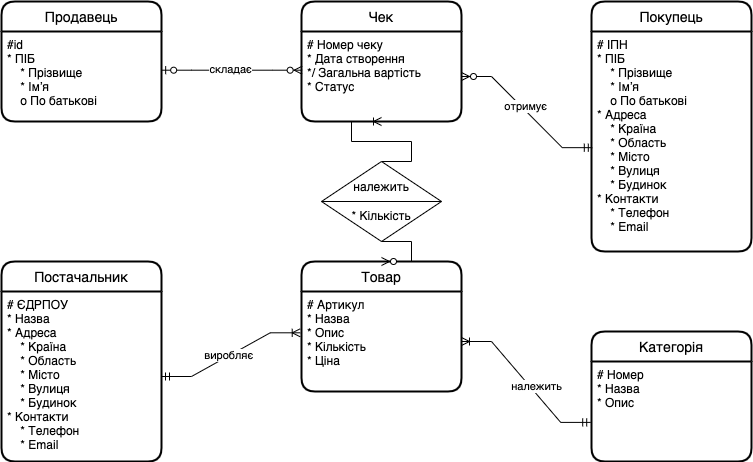 Продавець
#id
* ПІБ
* Прізвище
* Ім'я
o По батькові
складає
Чек
# Номер чеку
* Дата створення
*/ Загальна вартість
* Статус
отримує
Покупець
# ІПН
* ПІБ
* Прізвище
* Ім'я
o По батькові
* Адреса
* Країна
* Область
* Місто
* Вулиця
* Будинок
* Контакти
* Телефон
* Email
належить
* Кількість
Постачальник
# ЄДРПОУ
* Назва
* Адреса
* Країна
* Область
* Місто
* Вулиця
* Будинок
* Контакти
* Телефон
* Email
виробляє
Товар
# Артикул
* Назва
* Опис
* Кількість
* Ціна
належить
Категорія
# Номер
* Назва
* Опис